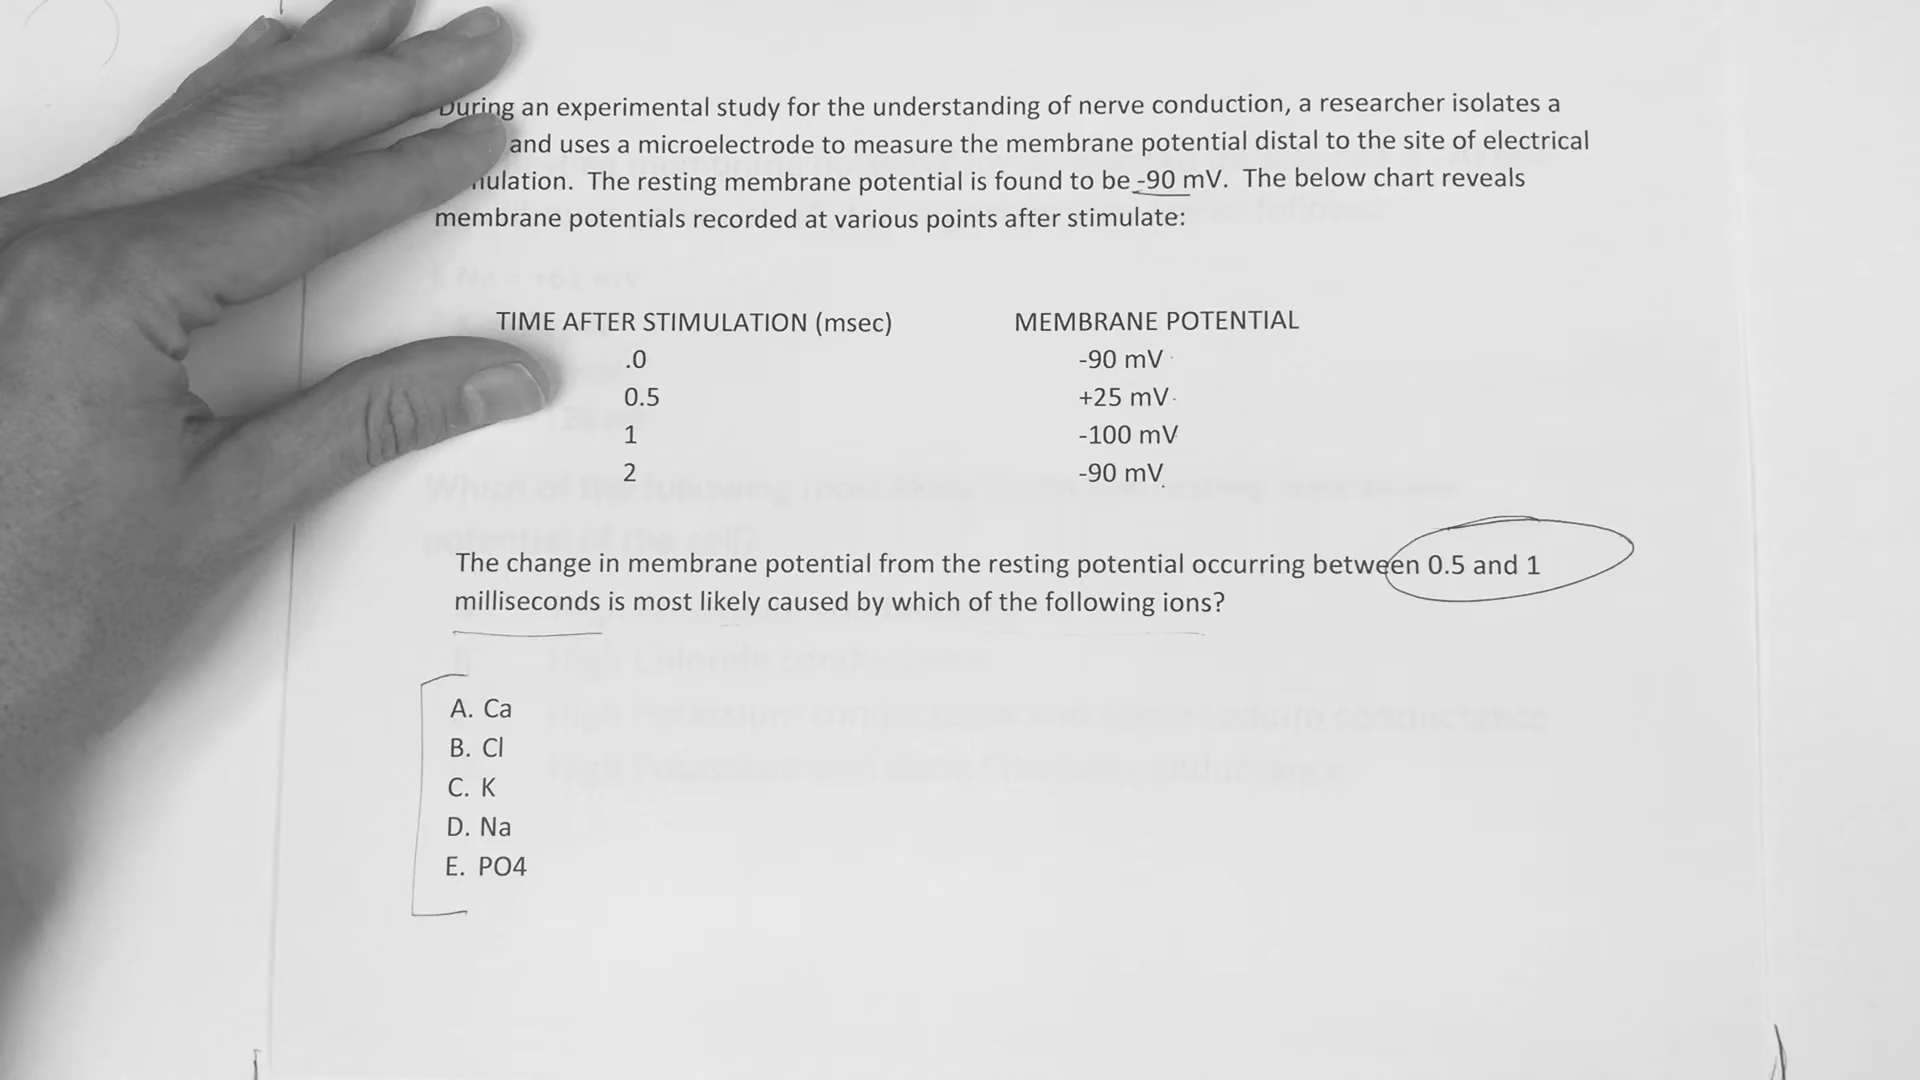 During an experimental study for the understanding of nerve conduction, a researcher isolates a
and uses a microelectrode to measure the membrane potential distal to the site of electrical
mulation. The resting membrane potential is found to be -90 mV. The below chart reveals
membrane potentials recorded at various points after stimulate:
TIME AFTER STIMULATION (msec) MEMBRANE POTENTIAL
.0 -90 mV
0.5 +25 mV
1 -100 mV
2 -90 mV
The change in membrane potential from the resting potential occurring between 0.5 and 1
milliseconds is most likely caused by which of the following ions?
A. Ca
B. Cl
C. K
D. Na
E. PO4